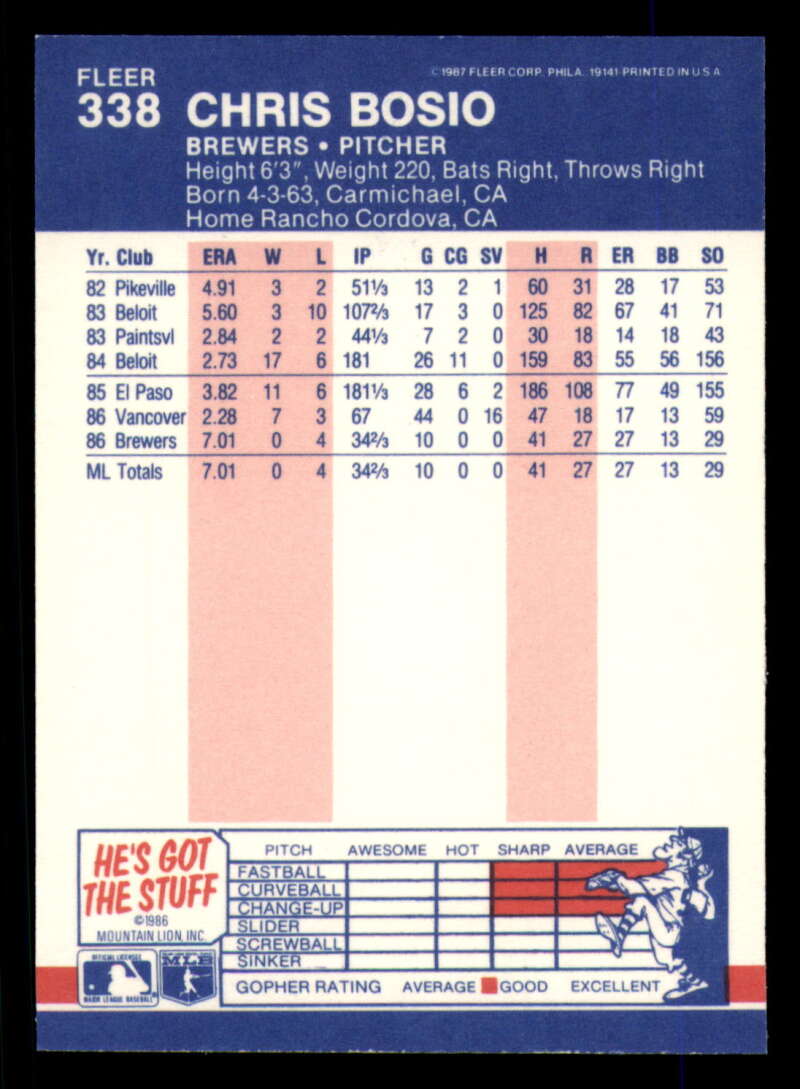 FLEER
©1987 FLEER CORP. PHILA. 19141 PRINTED IN U S A
338 CHRIS BOSIO
BREWERS • PITCHER
Height 6'3", Weight 220, Bats Right, Throws Right
Born 4-3-63, Carmichael, CA
Home Rancho Cordova, CA
Yr. Club ERA W L IP G CG SV H R ER BB SO
82 Pikeville 4.91 3 2 51⅓ 13 2 1 60 31 28 17 53
83 Beloit 5.60 3 10 107⅔ 17 3 0 125 82 67 41 71
83 Paintsvl 2.84 2 2 44⅓ 7 2 0 30 18 14 18 43
84 Beloit 2.73 17 6 181 26 11 0 159 83 55 56 156
85 El Paso 3.82 11 6 181⅓ 28 6 2 186 108 77 49 155
86 Vancover 2.28 7 3 67 44 0 16 47 18 17 13 59
86 Brewers 7.01 0 4 34⅔ 10 0 0 41 27 27 13 29
ML Totals 7.01 0 4 34⅔ 10 0 0 41 27 27 13 29
HE'S GOT
THE STUFF
©1986
MOUNTAIN LION, INC.
OFFICIAL LICENSEE
MAJOR LEAGUE BASEBALL
MLB
PITCH AWESOME HOT SHARP AVERAGE
FASTBALL
CURVEBALL
CHANGE-UP
SLIDER
SCREWBALL
SINKER
GOPHER RATING AVERAGE GOOD EXCELLENT